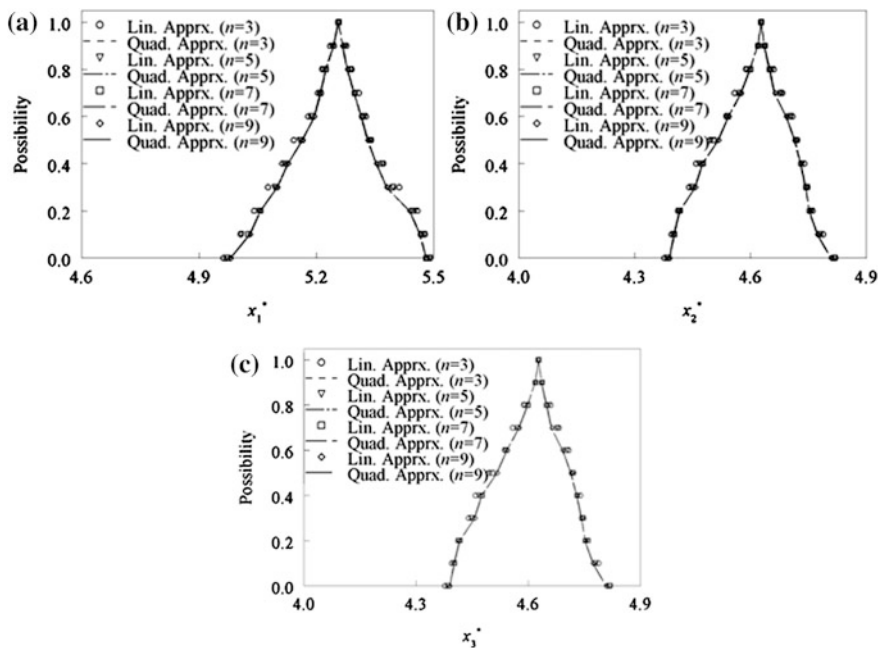 (a)
Possibility
1.0
0.8
0.6
0.4
0.2
0.0
Lin. Apprx. (n=3)
Quad. Apprx. (n=3)
Lin. Apprx. (n=5)
Quad. Apprx. (n=5)
Lin. Apprx. (n=7)
Quad. Apprx. (n=7)
Lin. Apprx. (n=9)
Quad. Apprx. (n=9)
4.6 4.9 5.2 5.5
x1*
(b)
Possibility
1.0
0.8
0.6
0.4
0.2
0.0
Lin. Apprx. (n=3)
Quad. Apprx. (n=3)
Lin. Apprx. (n=5)
Quad. Apprx. (n=5)
Lin. Apprx. (n=7)
Quad. Apprx. (n=7)
Lin. Apprx. (n=9)
Quad. Apprx. (n=9)
4.0 4.3 4.6 4.9
x2*
(c)
Possibility
1.0
0.8
0.6
0.4
0.2
0.0
Lin. Apprx. (n=3)
Quad. Apprx. (n=3)
Lin. Apprx. (n=5)
Quad. Apprx. (n=5)
Lin. Apprx. (n=7)
Quad. Apprx. (n=7)
Lin. Apprx. (n=9)
Quad. Apprx. (n=9)
4.0 4.3 4.6 4.9
x3*